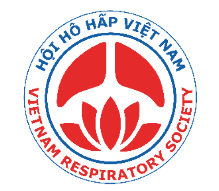 HỘI HÔ HẤP VIỆT NAM
VIETNAM RESPIRATORY SOCIETY